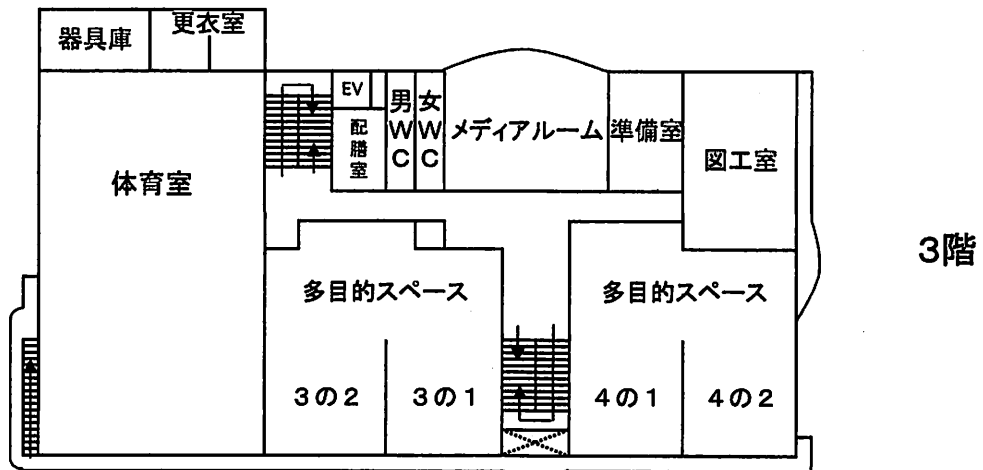 器具庫
更衣室
EV
配膳室
男WC
女WC
メディアルーム
準備室
図工室
体育室
3階
多目的スペース
多目的スペース
3の2
3の1
4の1
4の2